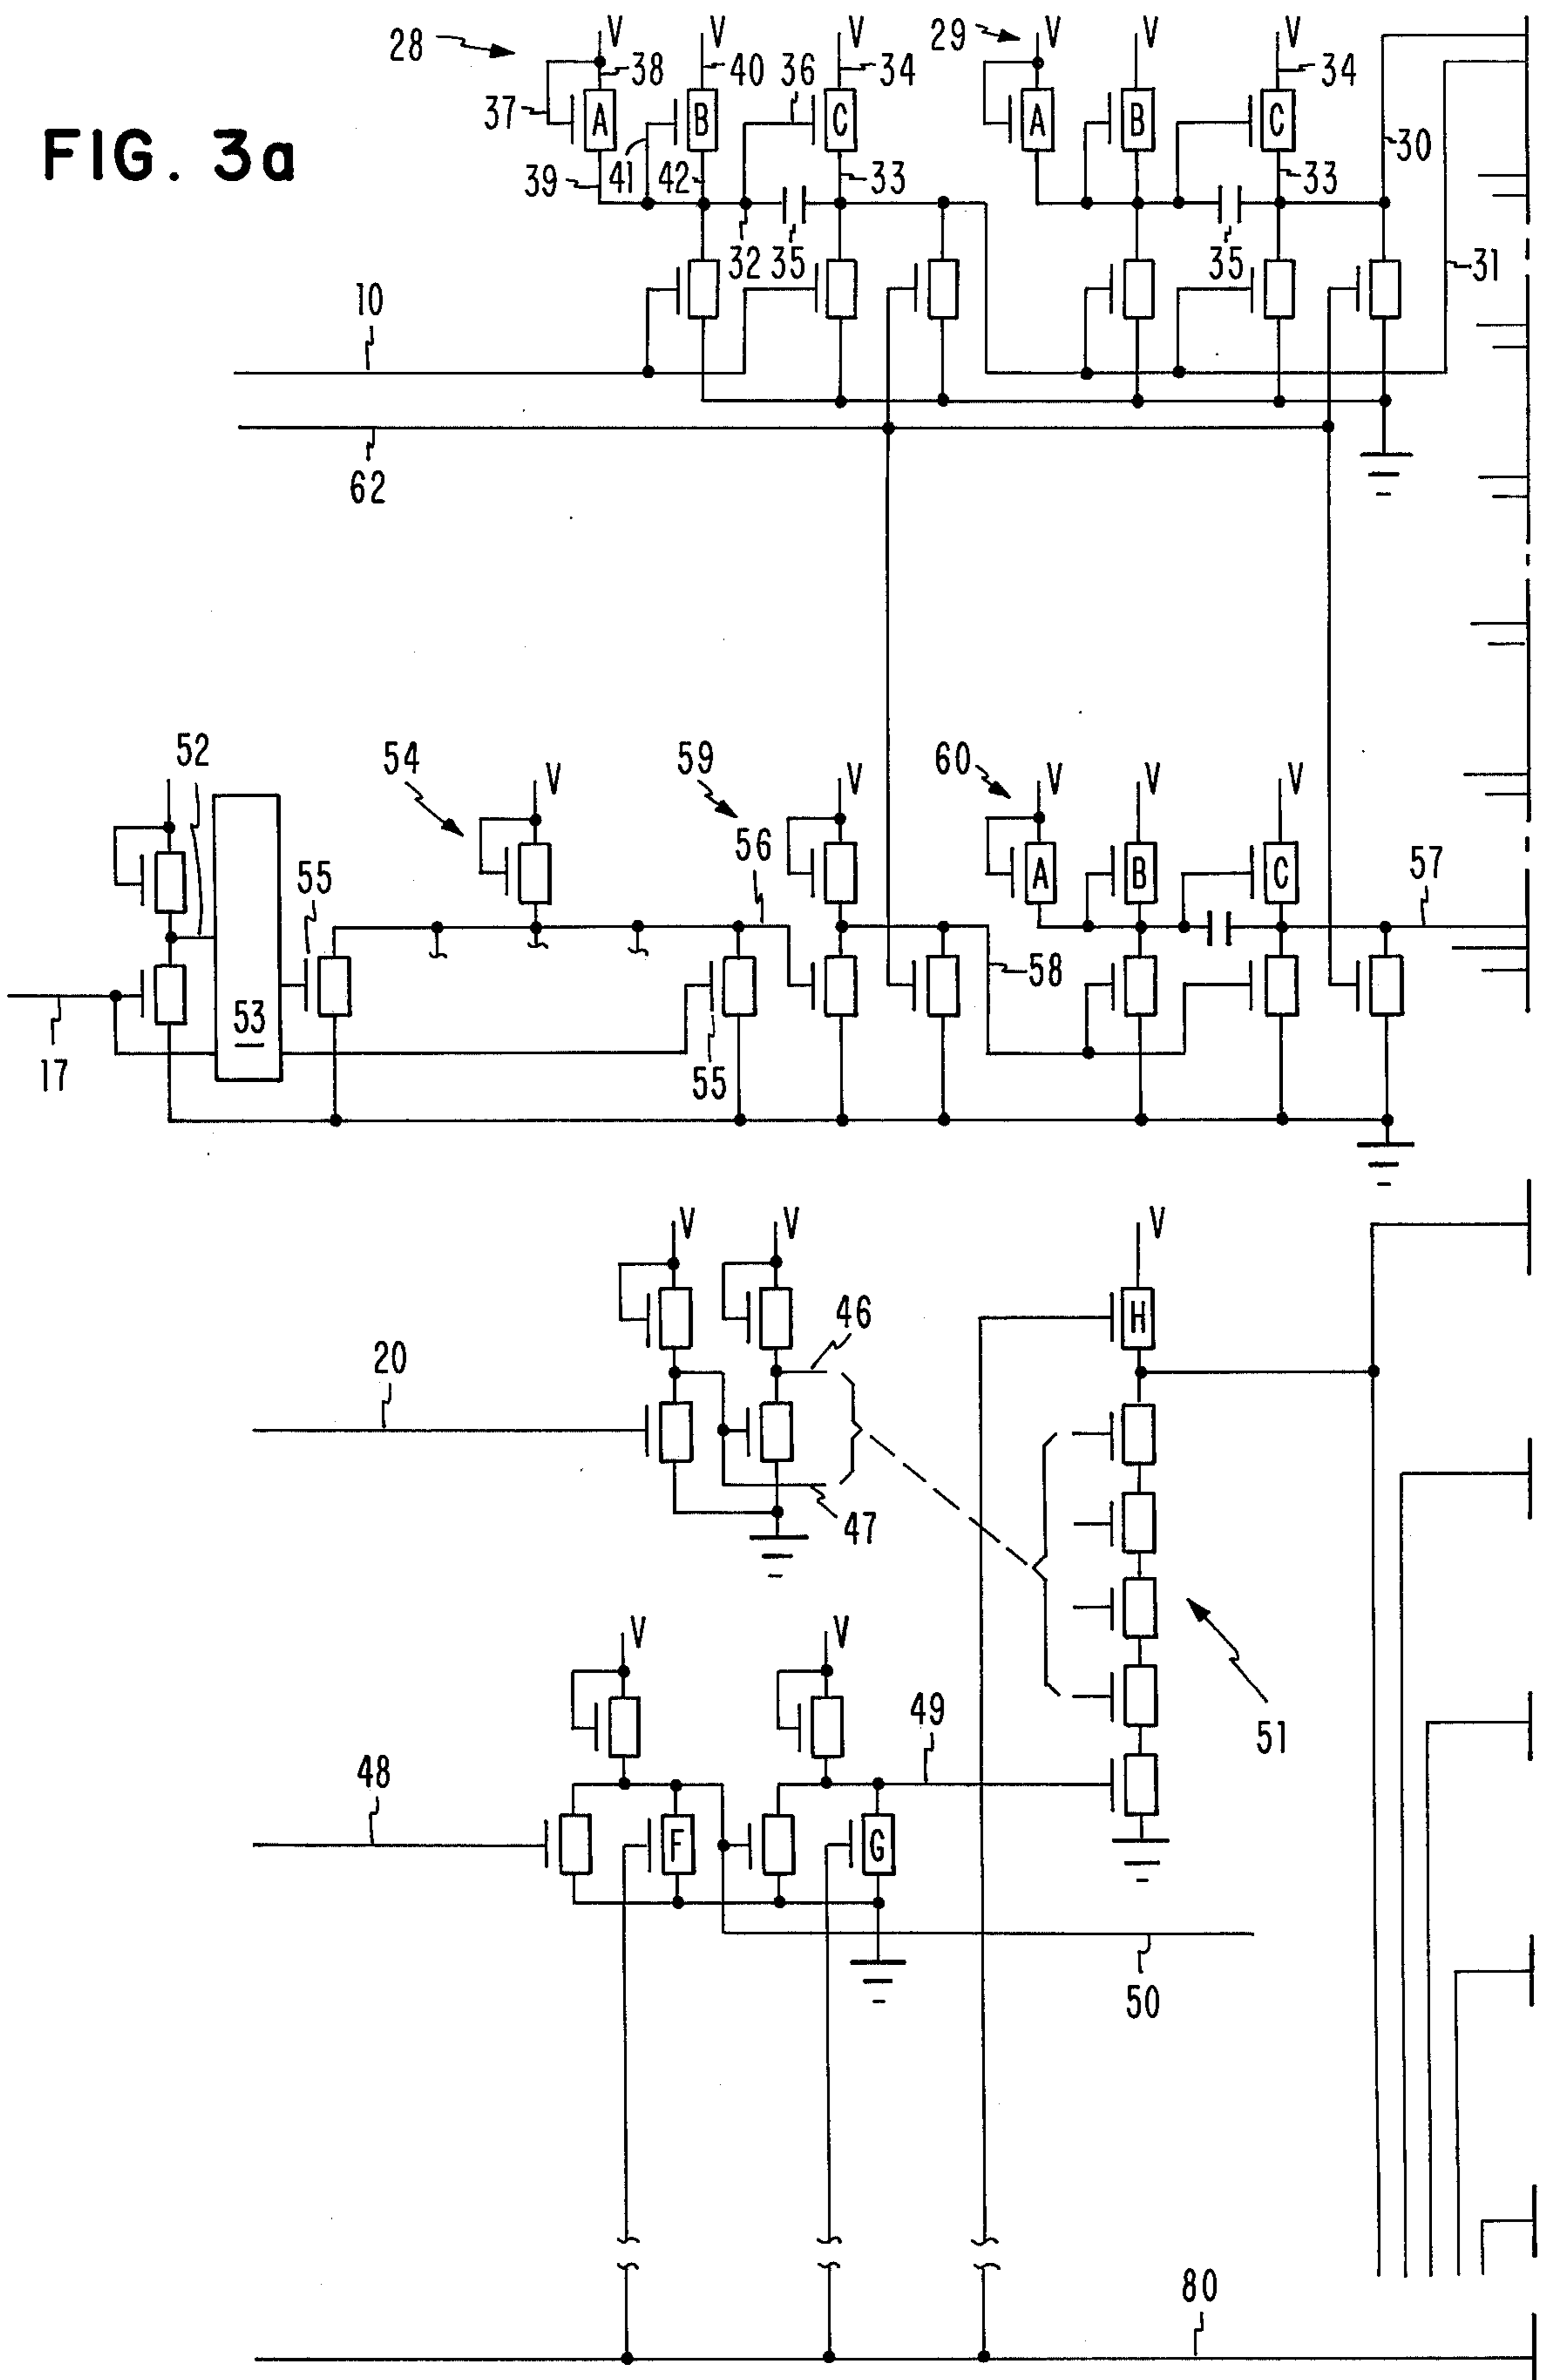 FIG. 3a
28 V V V 29 V V V
38 40 36 34 34
37 A B C A B C 30
39 41 42 33 33
32 35 35 31
10
62
52 54 V 59 V 60 V V V
56 57
55 A B C
58
53
17 55
V V V
46 H
20
47
V V
49 51
48
F G
50
80